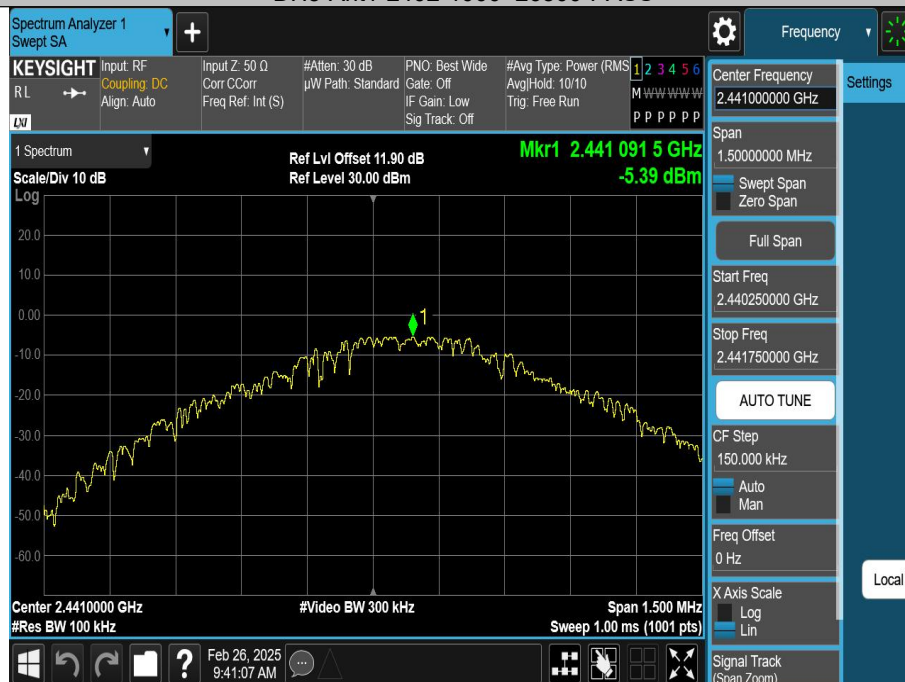 Spectrum Analyzer 1
Swept SA
+
Frequency
KEYSIGHT
RL
LXI
Input: RF
Coupling: DC
Align: Auto
Input Z: 50 Ω
Corr CCorr
Freq Ref: Int (S)
#Atten: 30 dB
µW Path: Standard
PNO: Best Wide
Gate: Off
IF Gain: Low
Sig Track: Off
#Avg Type: Power (RMS
Avg|Hold: 10/10
Trig: Free Run
1 2 3 4 5 6
M W W W W W
P P P P P P
1 Spectrum
Scale/Div 10 dB
Log
Ref Lvl Offset 11.90 dB
Ref Level 30.00 dBm
Mkr1 2.441 091 5 GHz
-5.39 dBm
20.0
10.0
0.00
-10.0
-20.0
-30.0
-40.0
-50.0
-60.0
1
Center 2.4410000 GHz
#Res BW 100 kHz
#Video BW 300 kHz
Span 1.500 MHz
Sweep 1.00 ms (1001 pts)
Feb 26, 2025
9:41:07 AM
Center Frequency
2.441000000 GHz
Span
1.50000000 MHz
Swept Span
Zero Span
Full Span
Start Freq
2.440250000 GHz
Stop Freq
2.441750000 GHz
AUTO TUNE
CF Step
150.000 kHz
Auto
Man
Freq Offset
0 Hz
X Axis Scale
Log
Lin
Signal Track
(Span Zoom)
Settings
Local